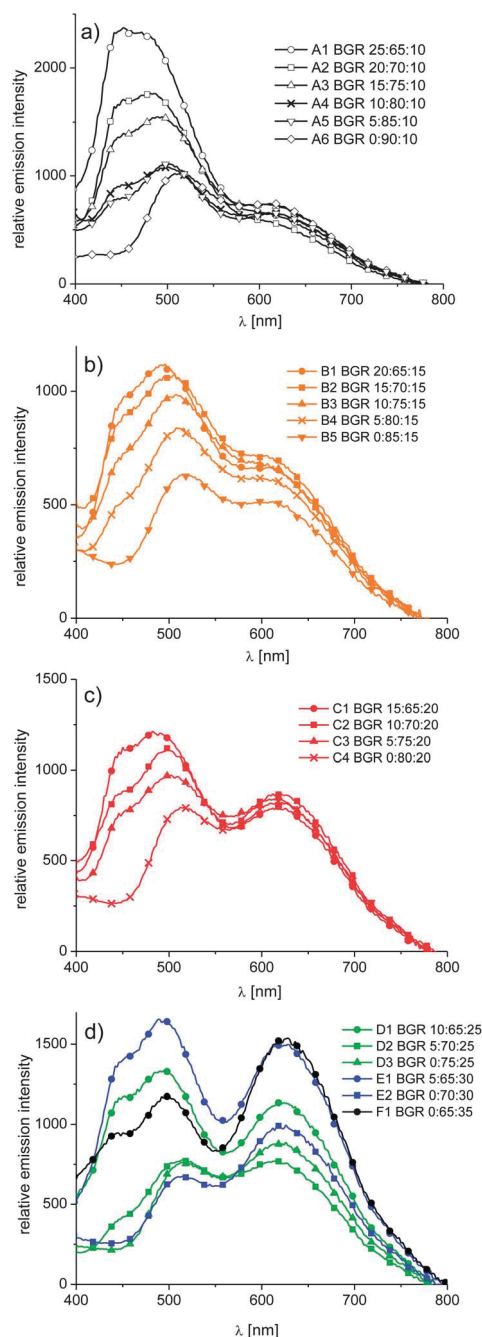 a)
A1 BGR 25:65:10
A2 BGR 20:70:10
A3 BGR 15:75:10
A4 BGR 10:80:10
A5 BGR 5:85:10
A6 BGR 0:90:10
relative emission intensity
2000
1000
0
400 500 600 700 800
λ [nm]
b)
B1 BGR 20:65:15
B2 BGR 15:70:15
B3 BGR 10:75:15
B4 BGR 5:80:15
B5 BGR 0:85:15
relative emission intensity
1000
500
0
400 500 600 700 800
λ [nm]
c)
C1 BGR 15:65:20
C2 BGR 10:70:20
C3 BGR 5:75:20
C4 BGR 0:80:20
relative emission intensity
1500
1000
500
0
400 500 600 700 800
λ [nm]
d)
D1 BGR 10:65:25
D2 BGR 5:70:25
D3 BGR 0:75:25
E1 BGR 5:65:30
E2 BGR 0:70:30
F1 BGR 0:65:35
relative emission intensity
1500
1000
500
0
400 500 600 700 800
λ [nm]